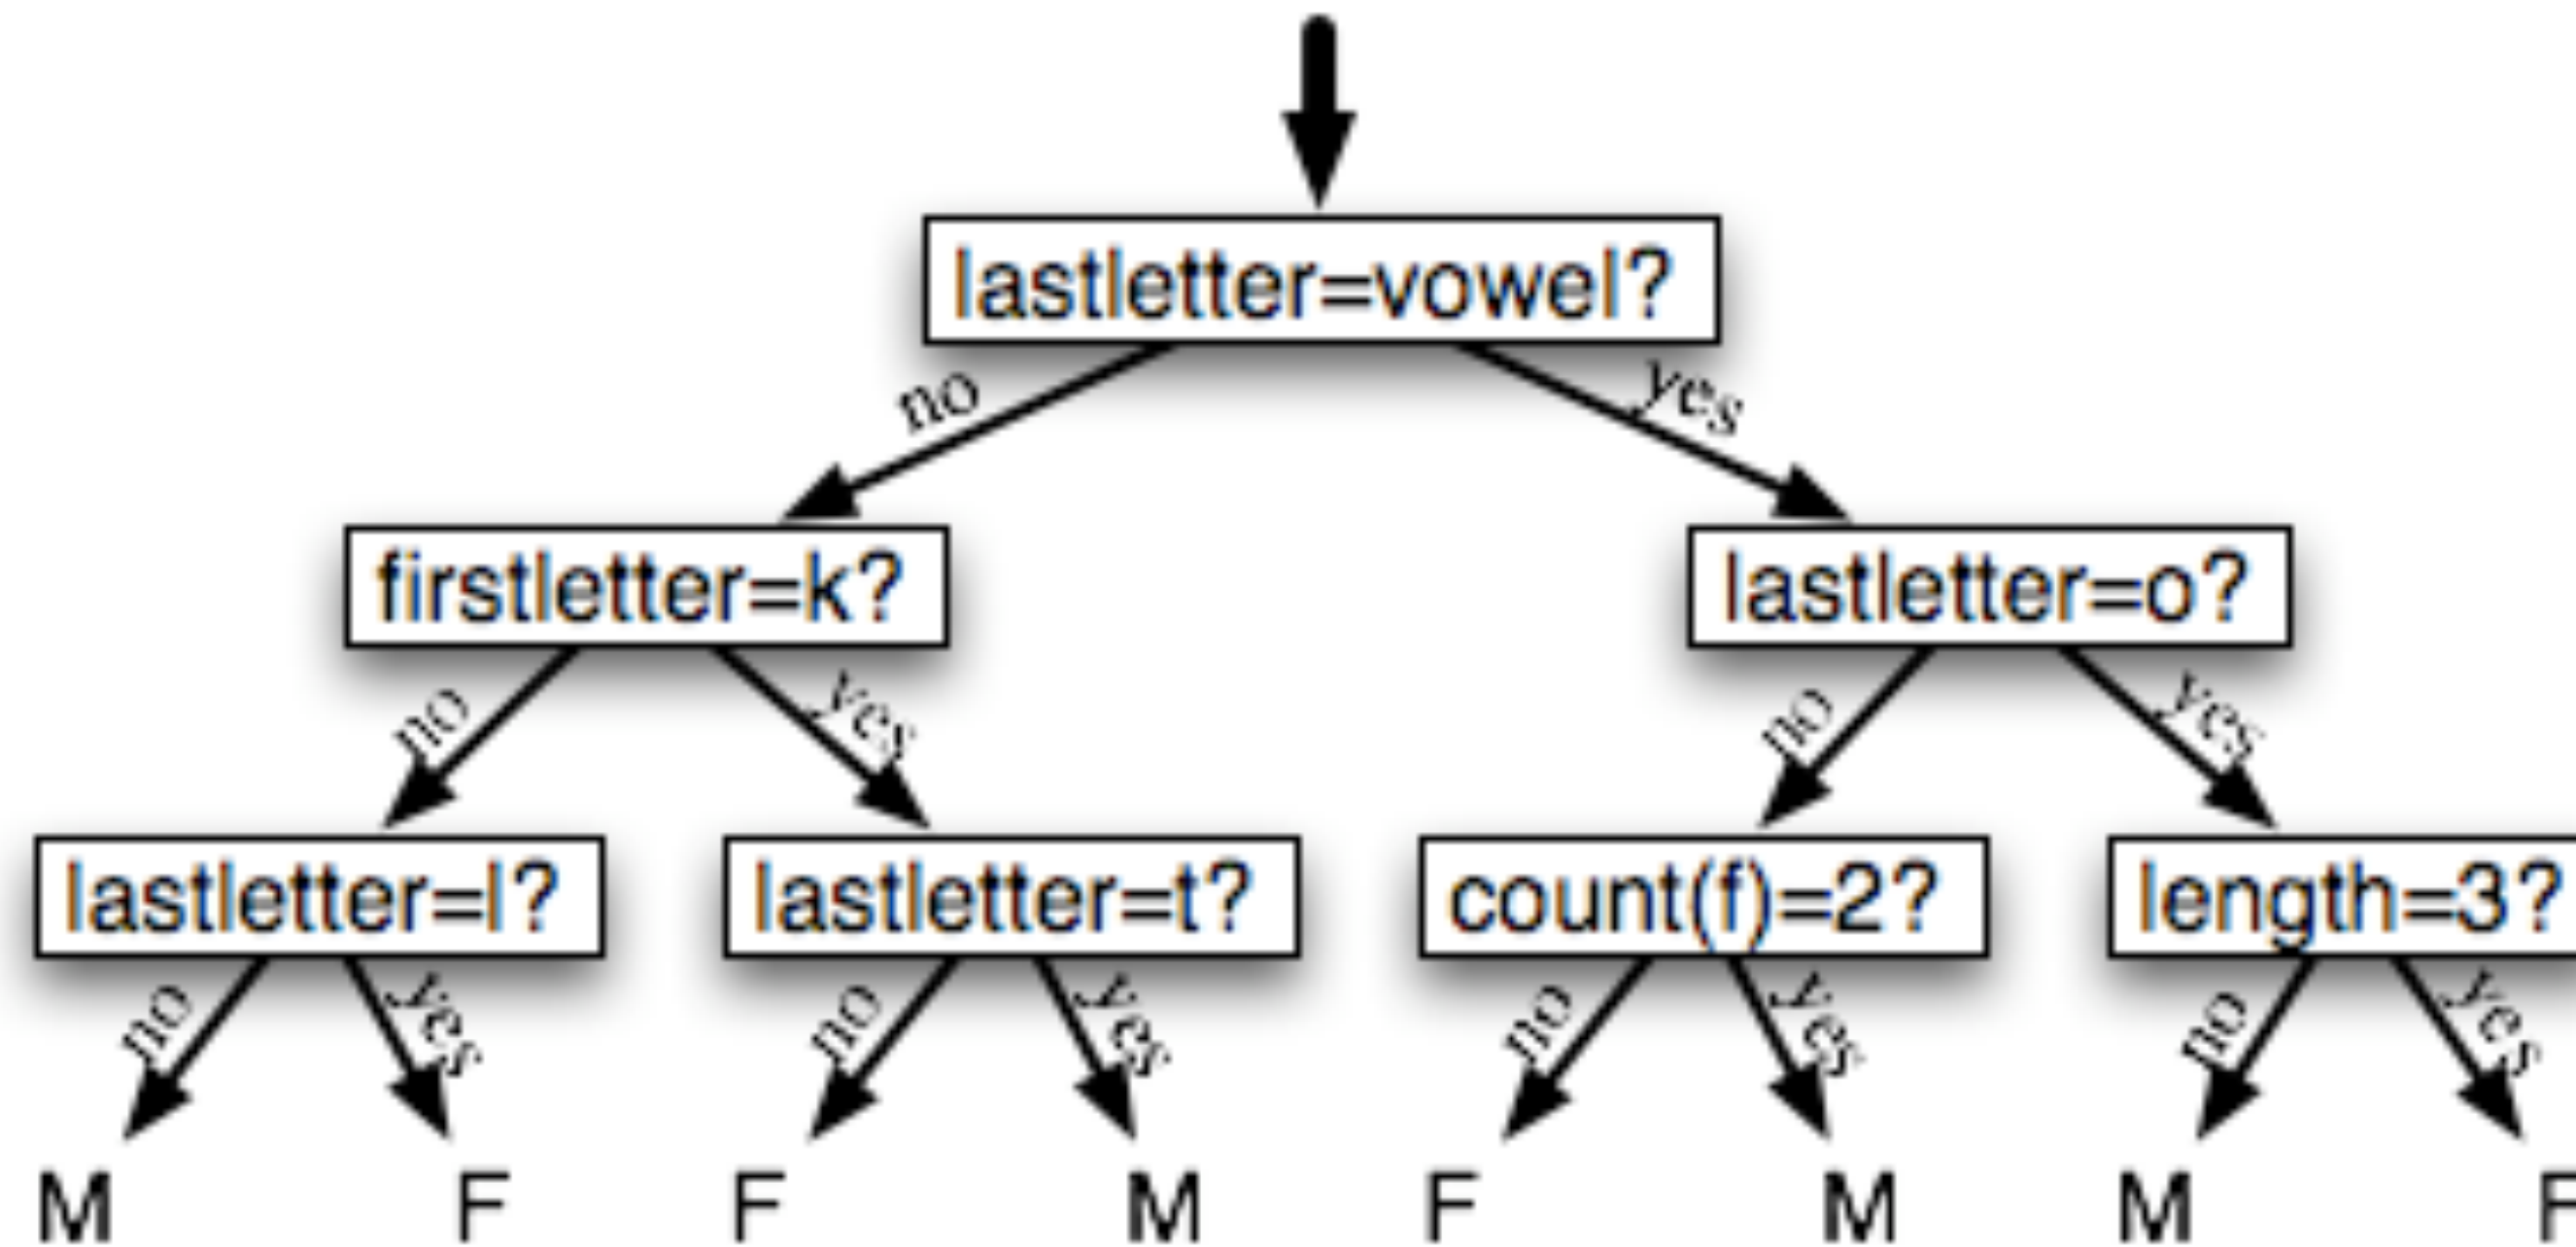 lastletter=vowel?
no yes
firstletter=k? lastletter=o?
no yes no yes
lastletter=l? lastletter=t? count(f)=2? length=3?
no yes no yes no yes no yes
M F F M F M M F